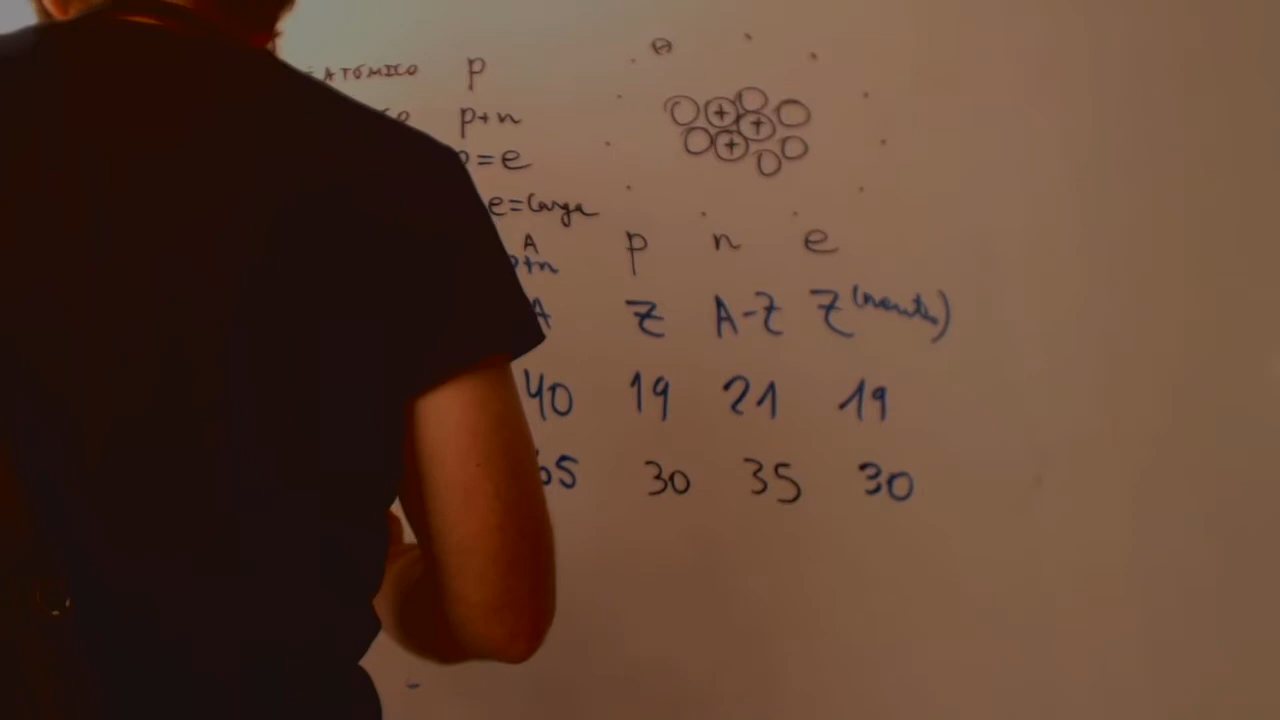 ATÓMICO p
p+n
=e
e=Carga
A p n e
p+n
A Z A-Z Z (neutro)
40 19 21 19
65 30 35 30
+ + +